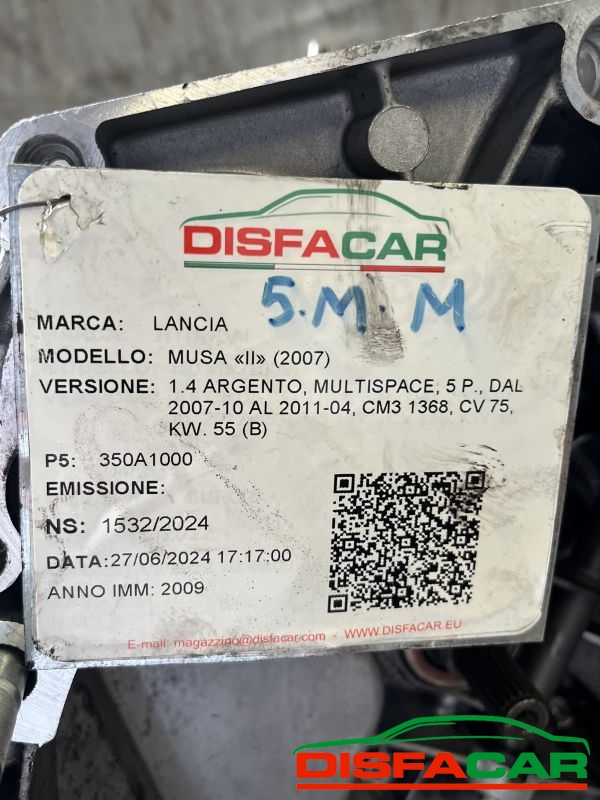 DISFACAR
5.M. M
MARCA: LANCIA
MODELLO: MUSA «II» (2007)
VERSIONE: 1.4 ARGENTO, MULTISPACE, 5 P., DAL
2007-10 AL 2011-04, CM3 1368, CV 75,
KW. 55 (B)
P5: 350A1000
EMISSIONE:
NS: 1532/2024
DATA:27/06/2024 17:17:00
ANNO IMM: 2009
E-mail: magazzino@disfacar.com - WWW.DISFACAR.EU
DISFACAR